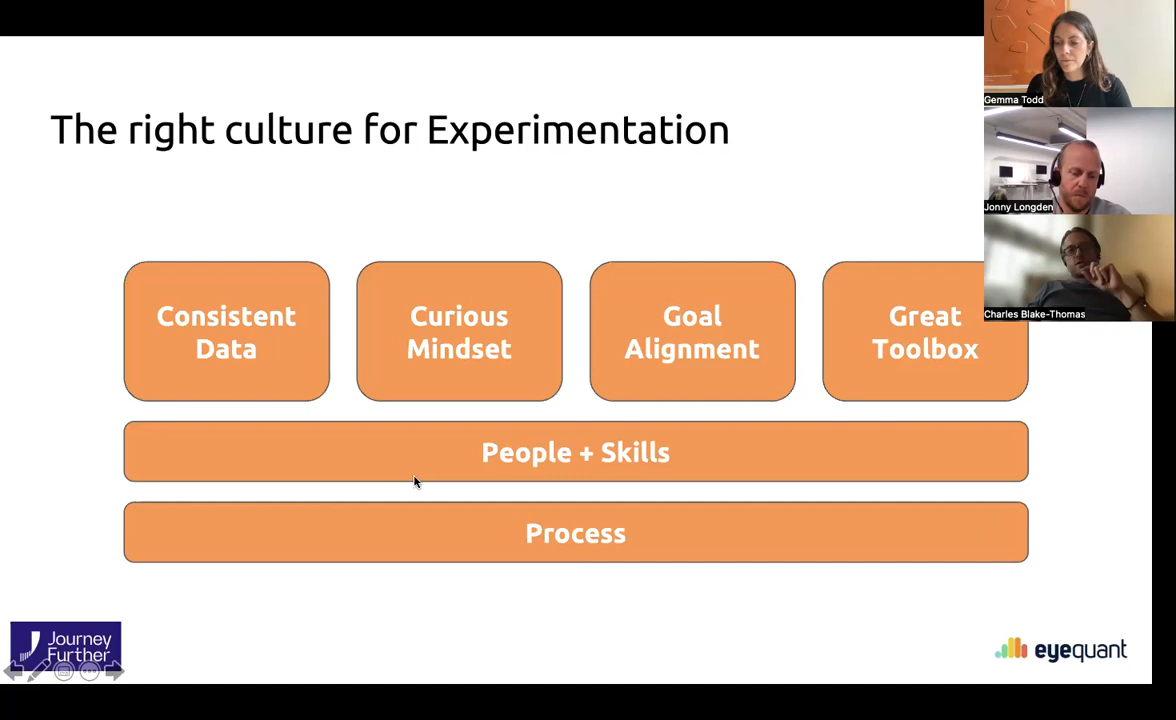 The right culture for Experimentation
Gemma Todd
Jonny Longden
Charles Blake-Thomas
Consistent
Data
Curious
Mindset
Goal
Alignment
Great
Toolbox
People + Skills
Process
Journey
Further
eyequant